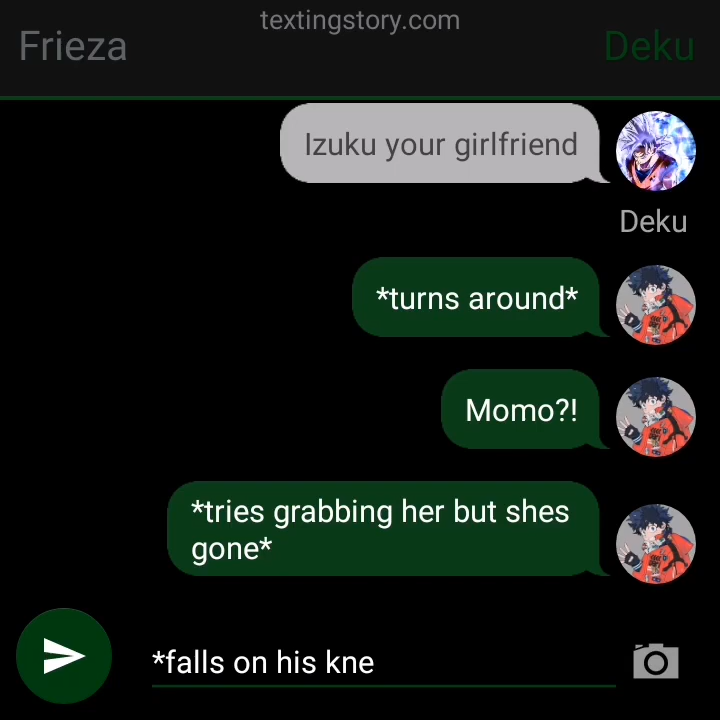 textingstory.com
Frieza
Deku
Izuku your girlfriend
Deku
*turns around*
Momo?!
*tries grabbing her but shes
gone*
*falls on his kne